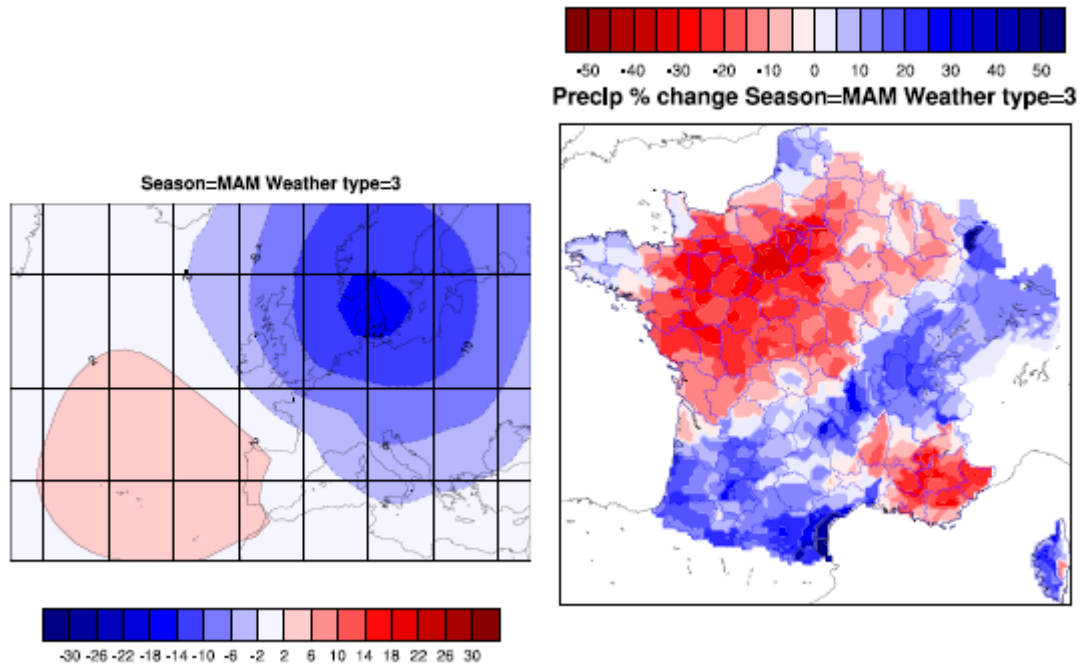 -50 -40 -30 -20 -10 0 10 20 30 40 50
Precip % change Season=MAM Weather type=3
Season=MAM Weather type=3
-30 -26 -22 -18 -14 -10 -6 -2 2 6 10 14 18 22 26 30